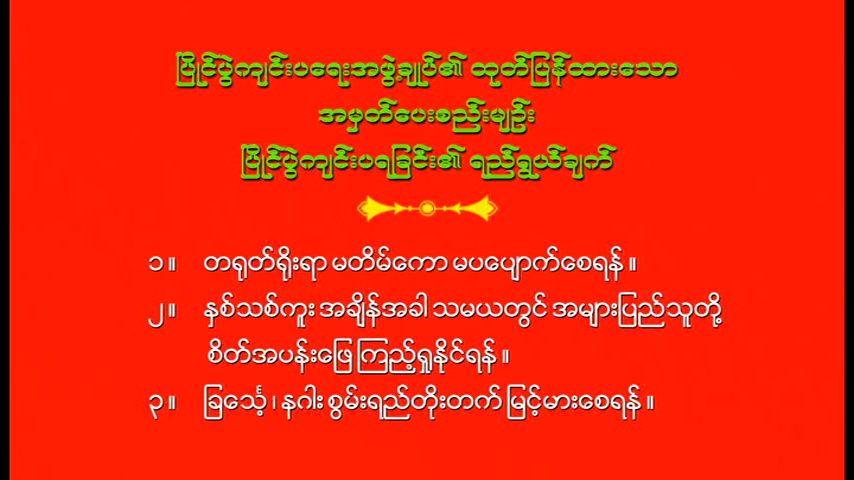 ပြိုင်ပွဲကျင်းပရေးအဖွဲ့ချုပ်၏ ထုတ်ပြန်ထားသော
အမှတ်ပေးစည်းမျဉ်း
ပြိုင်ပွဲကျင်းပရခြင်း၏ ရည်ရွယ်ချက်
၁။ တရုတ်ရိုးရာ မတိမ်ကော မပပျောက်စေရန်။
၂။ နှစ်သစ်ကူး အချိန်အခါ သမယတွင် အများပြည်သူတို့
စိတ်အပန်းဖြေ ကြည့်ရှုနိုင်ရန်။
၃။ ခြင်္သေ့၊ နဂါး စွမ်းရည်တိုးတက် မြင့်မားစေရန်။